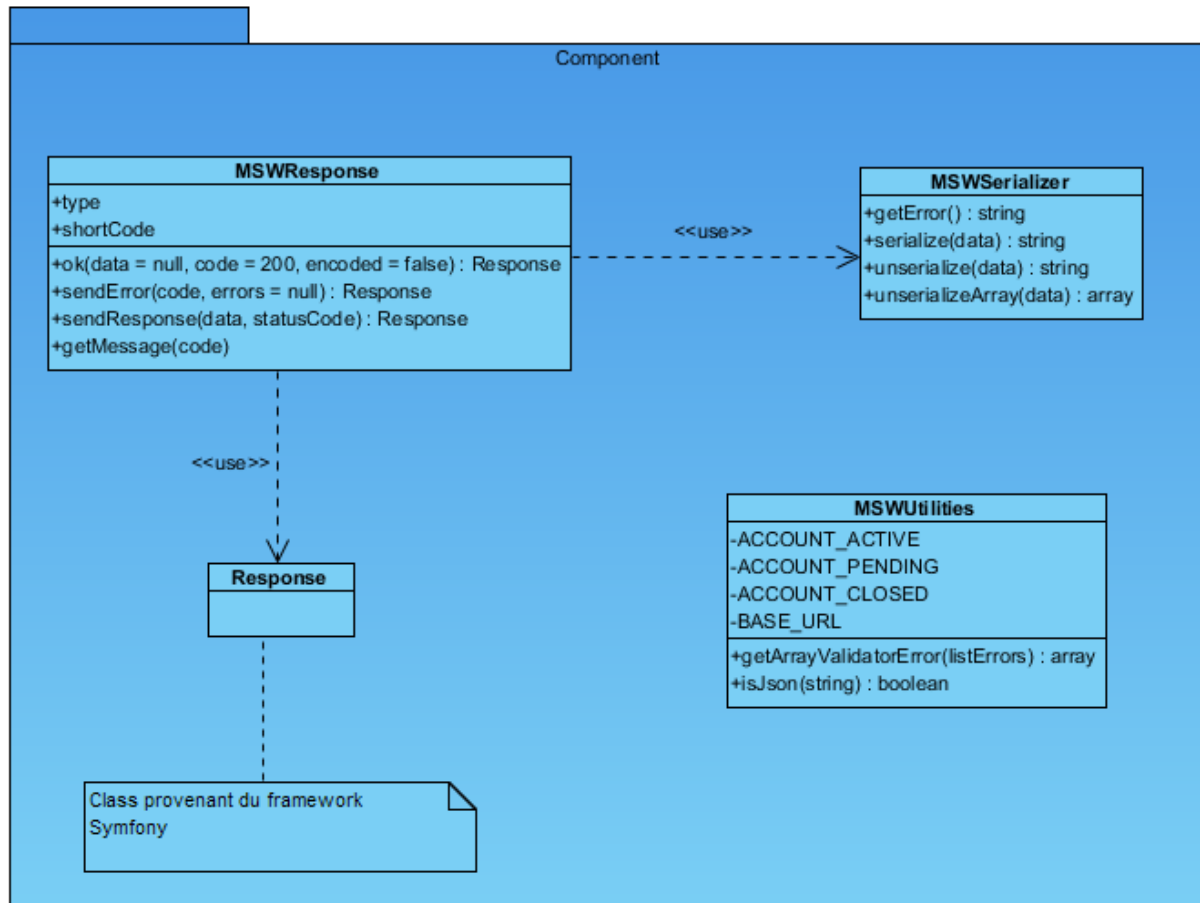 Component
MSWResponse
+type
+shortCode
+ok(data = null, code = 200, encoded = false) : Response
+sendError(code, errors = null) : Response
+sendResponse(data, statusCode) : Response
+getMessage(code)
<<use>>
MSWSerializer
+getError() : string
+serialize(data) : string
+unserialize(data) : string
+unserializeArray(data) : array
<<use>>
Response
Class provenant du framework
Symfony
MSWUtilities
-ACCOUNT_ACTIVE
-ACCOUNT_PENDING
-ACCOUNT_CLOSED
-BASE_URL
+getArrayValidatorError(listErrors) : array
+isJson(string) : boolean